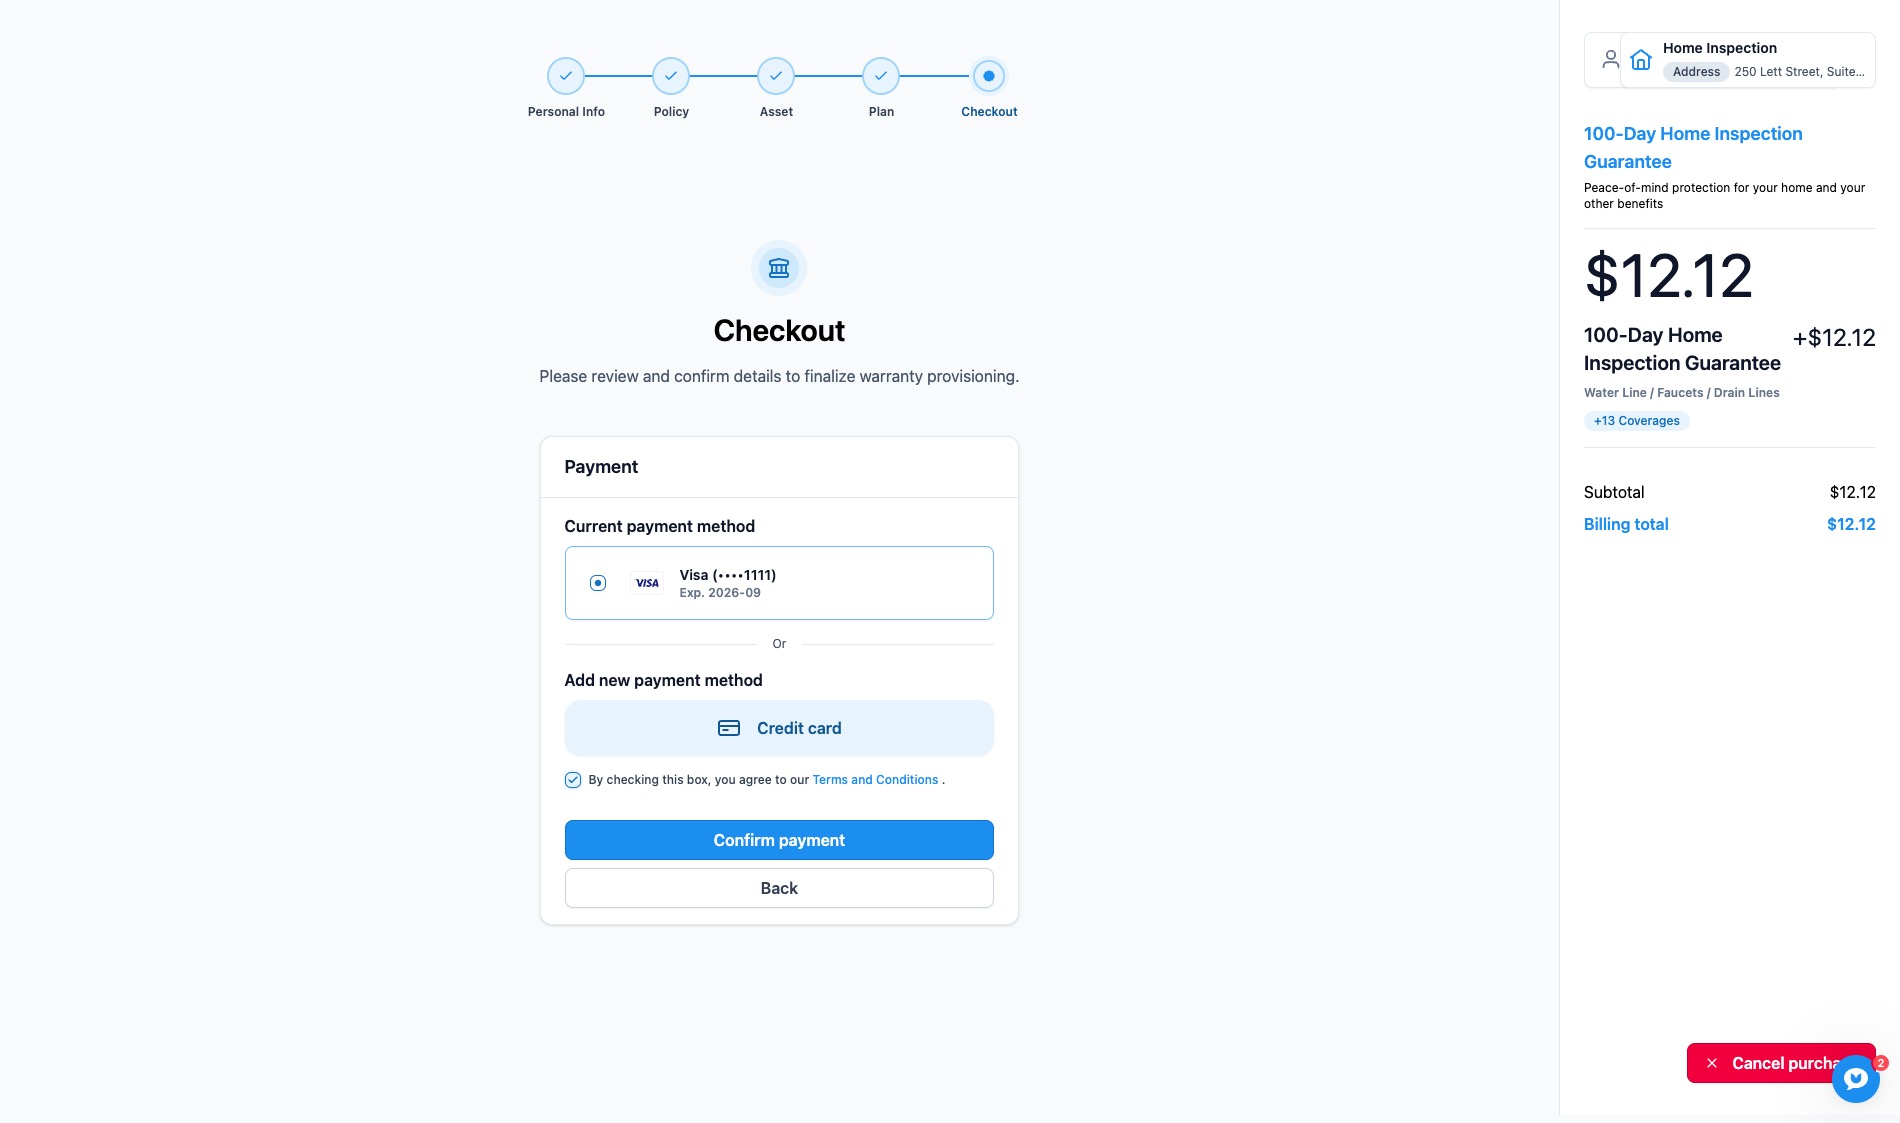 Personal Info
Policy
Asset
Plan
Checkout
Checkout
Please review and confirm details to finalize warranty provisioning.
Payment
Current payment method
VISA
Visa (••••1111)
Exp. 2026-09
Or
Add new payment method
Credit card
By checking this box, you agree to our Terms and Conditions .
Confirm payment
Back
Home Inspection
Address 250 Lett Street, Suite...
100-Day Home Inspection
Guarantee
Peace-of-mind protection for your home and your
other benefits
$12.12
100-Day Home
Inspection Guarantee
+$12.12
Water Line / Faucets / Drain Lines
+13 Coverages
Subtotal $12.12
Billing total $12.12
Cancel purcha
2